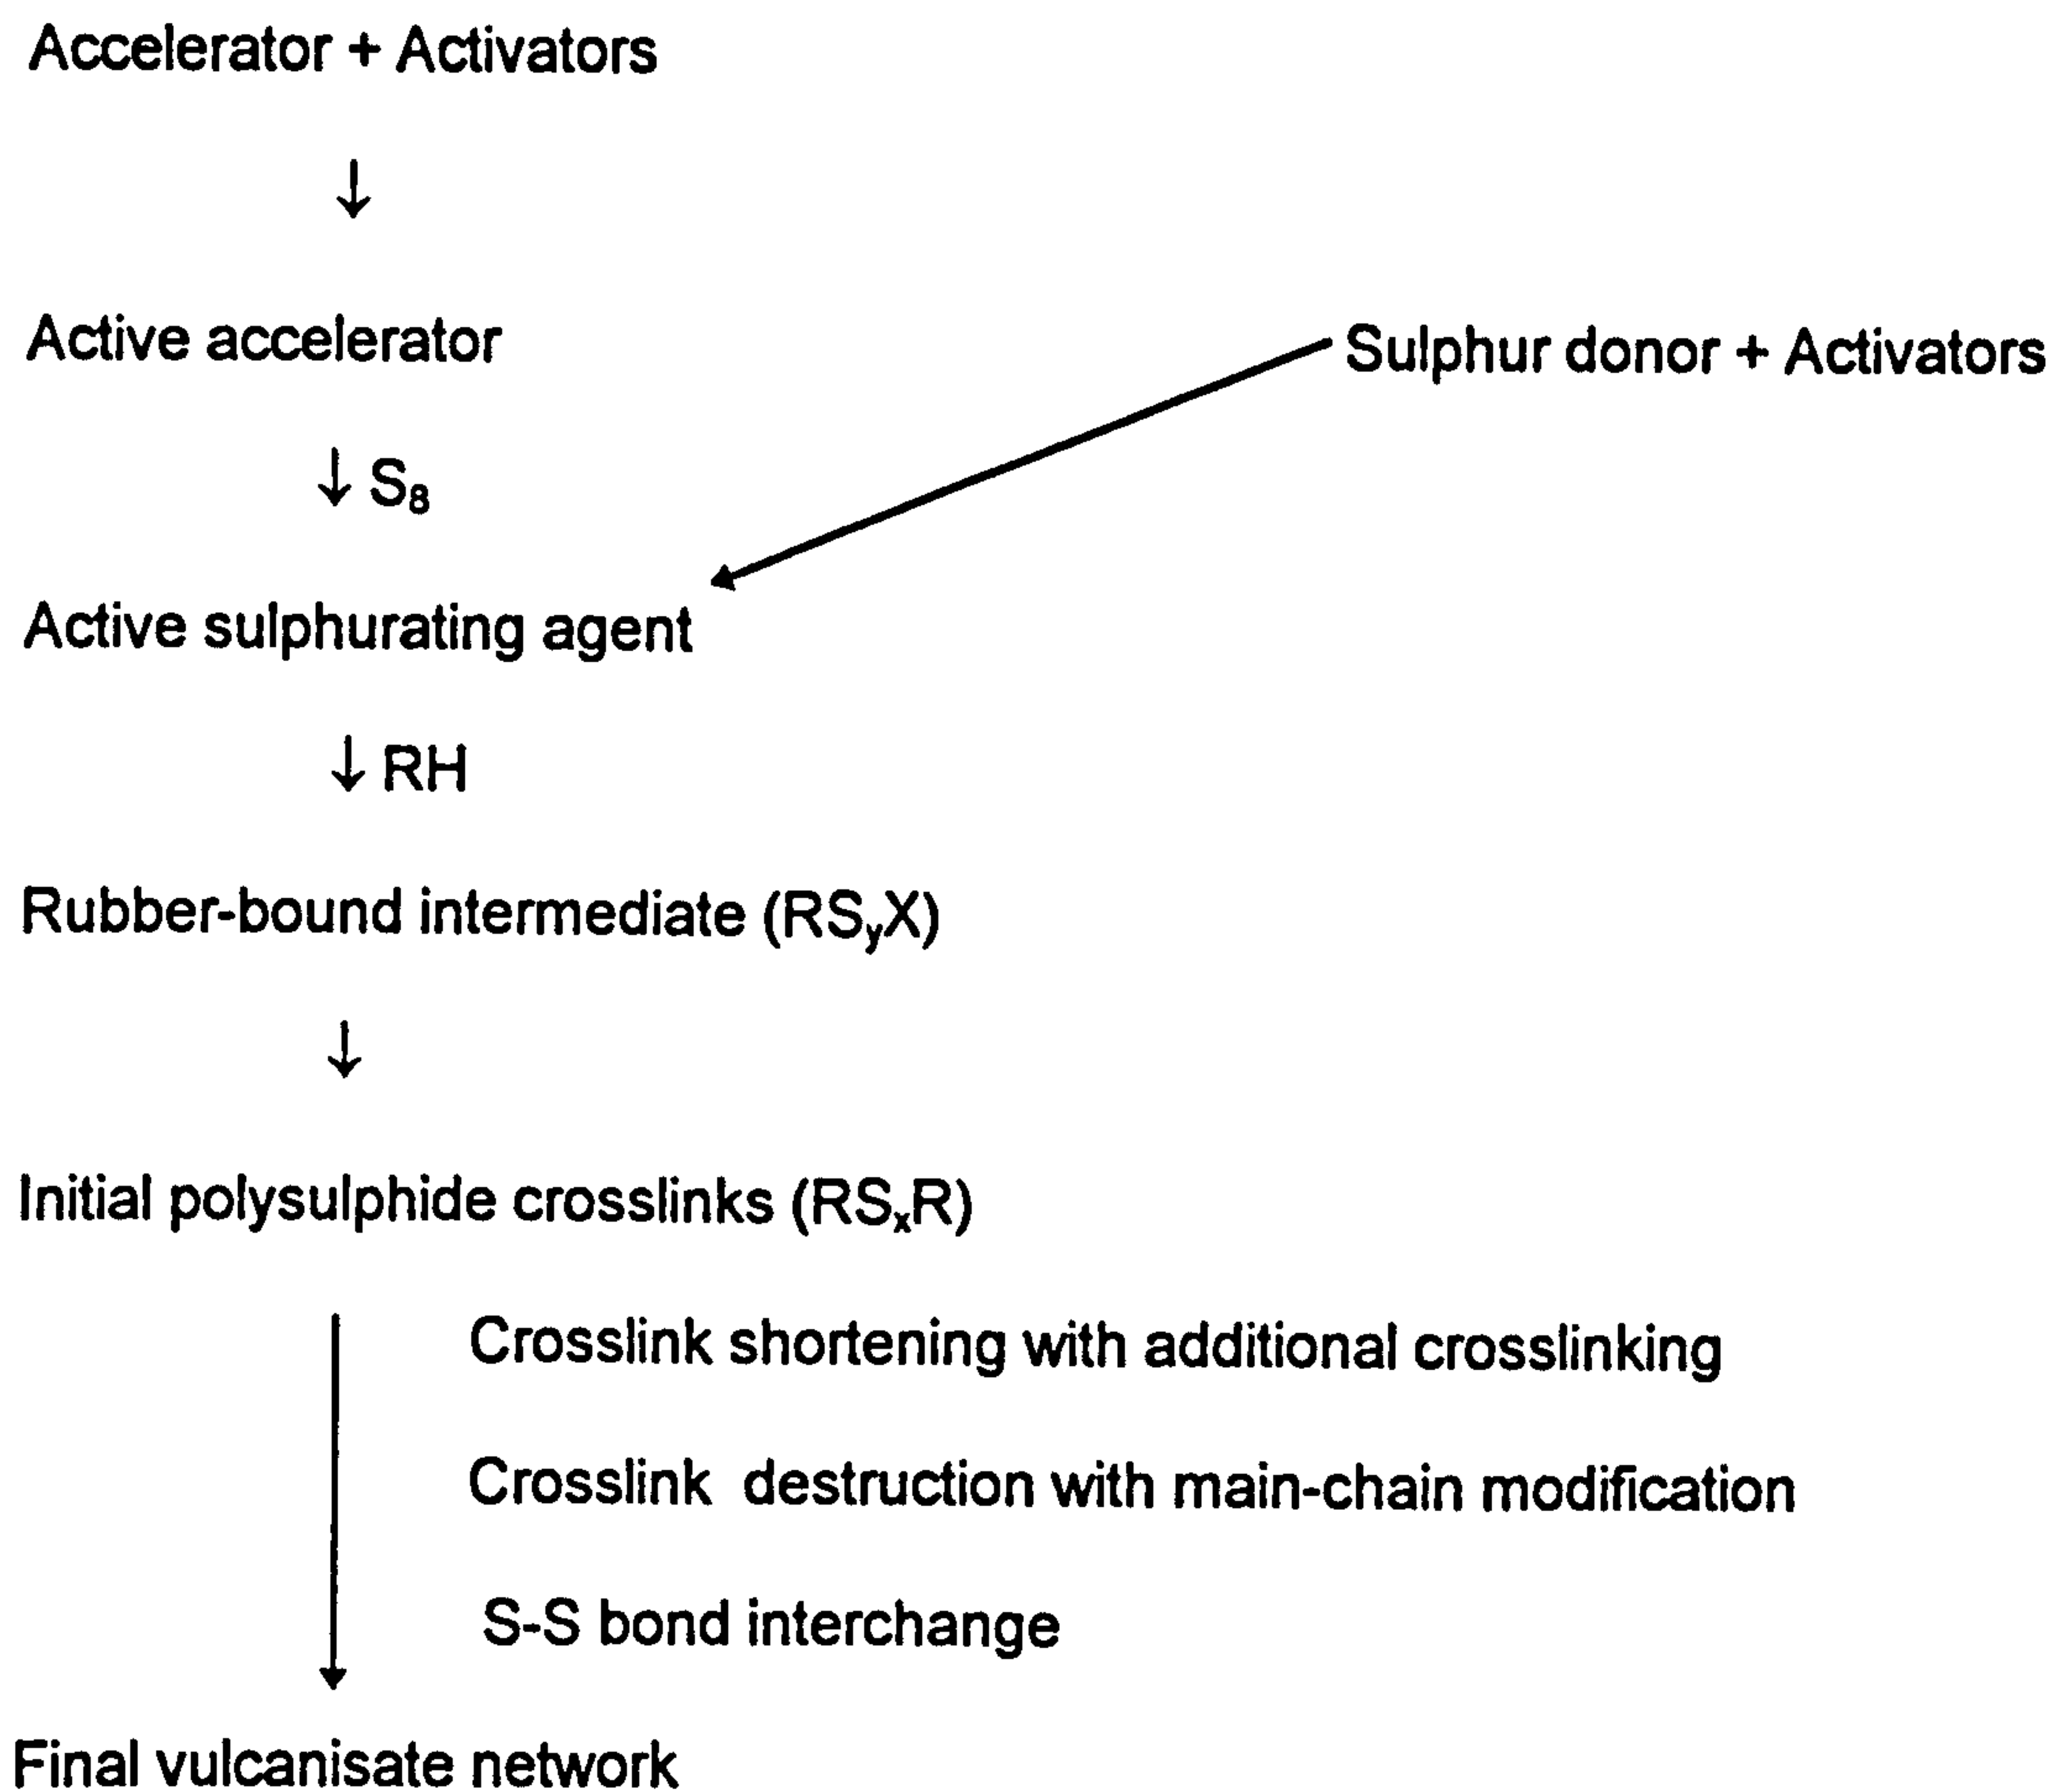 Accelerator + Activators
↓
Active accelerator
Sulphur donor + Activators
↓ S₈
Active sulphurating agent
↓ RH
Rubber-bound intermediate (RSᵧX)
↓
Initial polysulphide crosslinks (RSₓR)
Crosslink shortening with additional crosslinking
Crosslink destruction with main-chain modification
S-S bond interchange
Final vulcanisate network